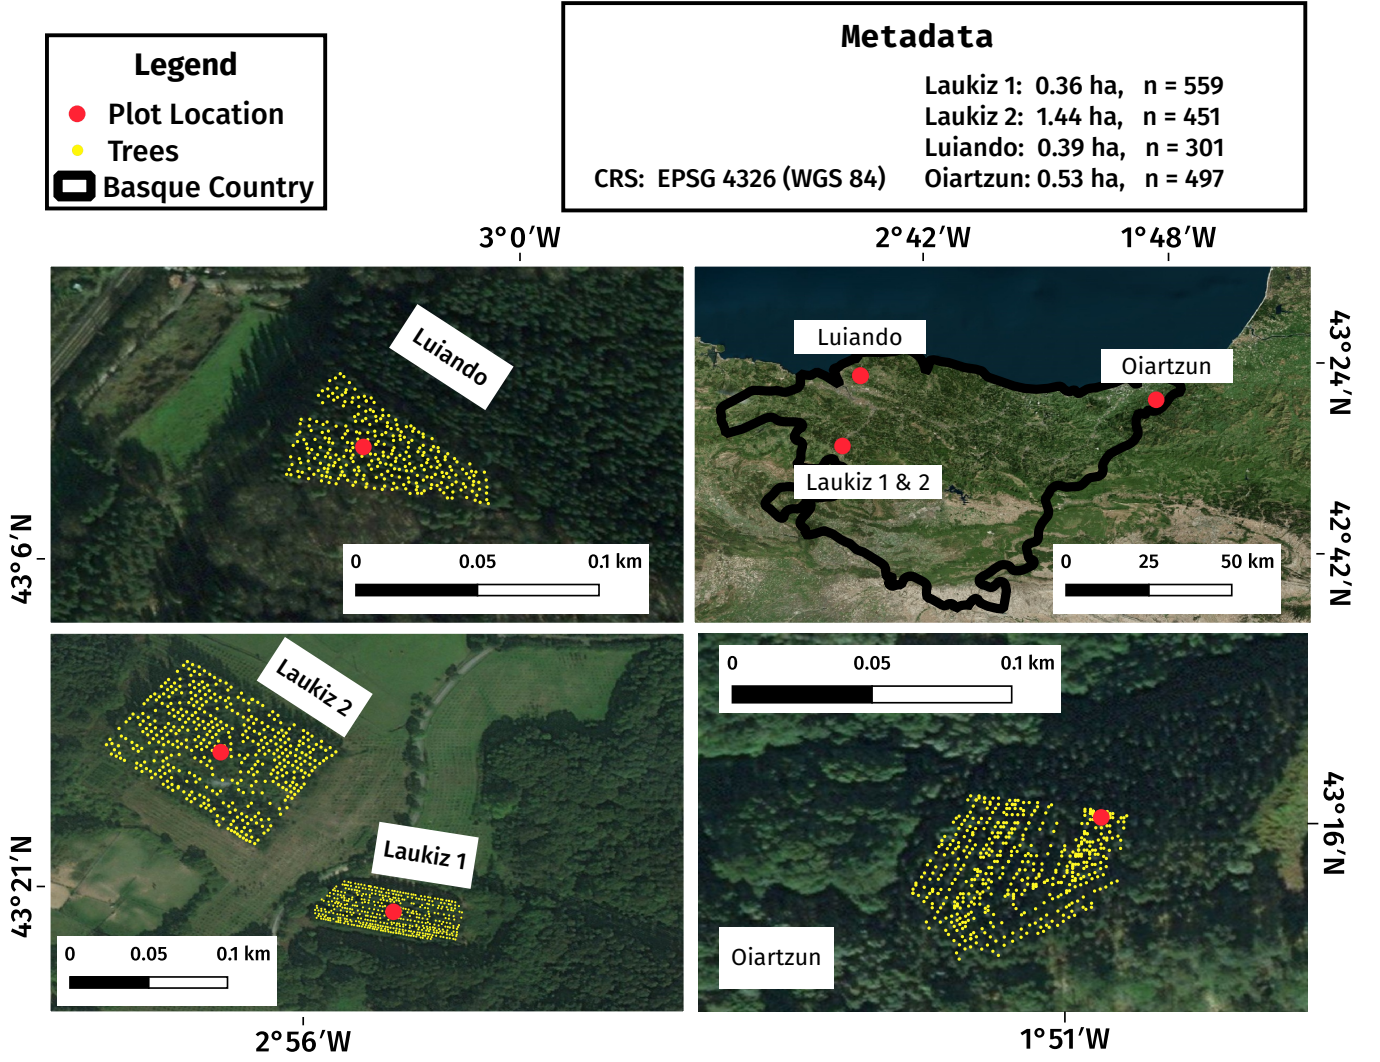 Legend
Plot Location
Trees
Basque Country
Metadata
Laukiz 1: 0.36 ha, n = 559
Laukiz 2: 1.44 ha, n = 451
Luiando: 0.39 ha, n = 301
CRS: EPSG 4326 (WGS 84) Oiartzun: 0.53 ha, n = 497
3°0′W
2°42′W
1°48′W
Luiando
43°6′N
0 0.05 0.1 km
Luiando
Oiartzun
Laukiz 1 & 2
43°24′N
42°42′N
0 25 50 km
Laukiz 2
Laukiz 1
43°21′N
0 0.05 0.1 km
2°56′W
0 0.05 0.1 km
Oiartzun
43°16′N
1°51′W